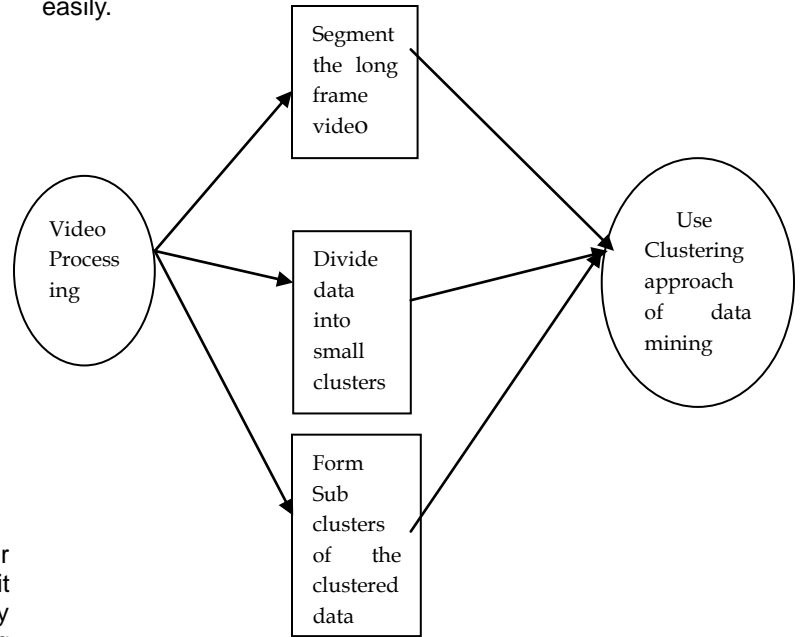 easily.
Segment
the long
frame
video
Video
Process
ing
Use
Clustering
approach
of data
mining
Divide
data
into
small
clusters
Form
Sub
clusters
of the
clustered
data
r
it
y